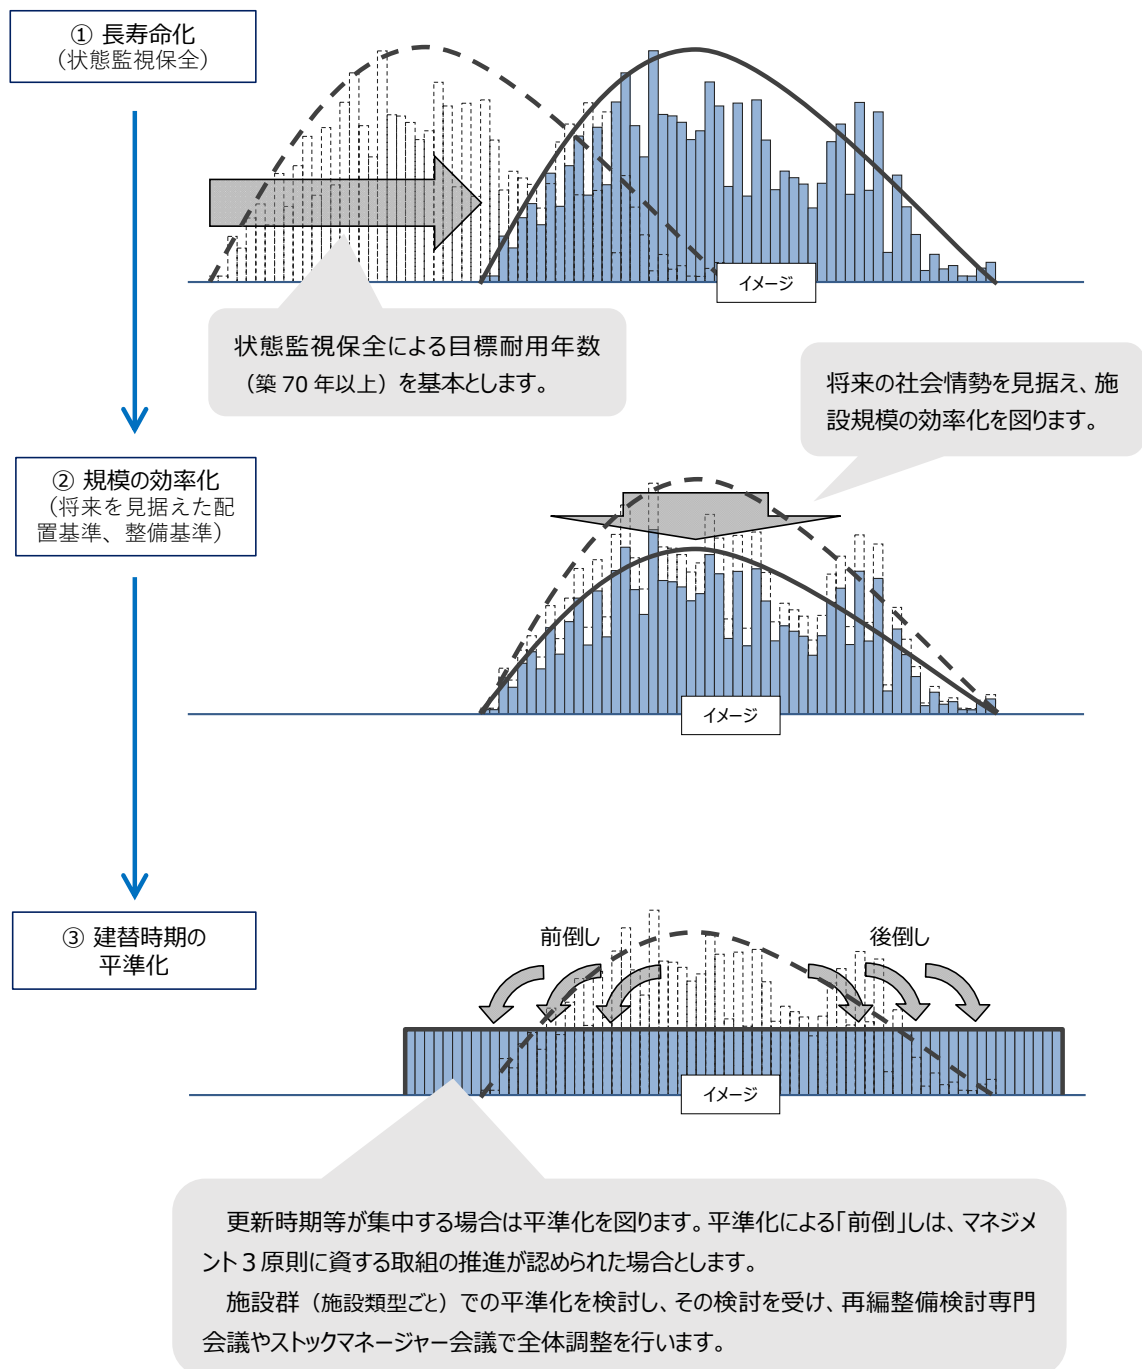 ① 長寿命化
（状態監視保全）
イメージ
状態監視保全による目標耐用年数
（築 70 年以上）を基本とします。
将来の社会情勢を見据え、施
設規模の効率化を図ります。
② 規模の効率化
（将来を見据えた配
置基準、整備基準）
イメージ
③ 建替時期の
平準化
前倒し
後倒し
イメージ
更新時期等が集中する場合は平準化を図ります。平準化による「前倒」しは、マネジメ
ント３原則に資する取組の推進が認められた場合とします。
施設群（施設類型ごと）での平準化を検討し、その検討を受け、再編整備検討専門
会議やストックマネージャー会議で全体調整を行います。